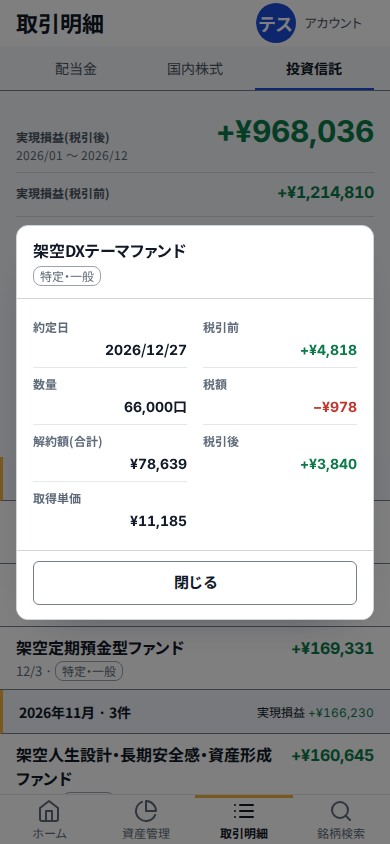 取引明細
テス アカウント
配当金 国内株式 投資信託
実現損益(税引後) +¥968,036
2026/01 〜 2026/12
実現損益(税引前) +¥1,214,810
架空DXテーマファンド
特定・一般
約定日 税引前
2026/12/27 +¥4,818
数量 税額
66,000口 −¥978
解約額(合計) 税引後
¥78,639 +¥3,840
取得単価
¥11,185
閉じる
架空定期預金型ファンド +¥169,331
12/3・特定・一般
2026年11月・3件 実現損益 +¥166,230
架空人生設計・長期安全感・資産形成 +¥160,645
ファンド
ホーム 資産管理 取引明細 銘柄検索